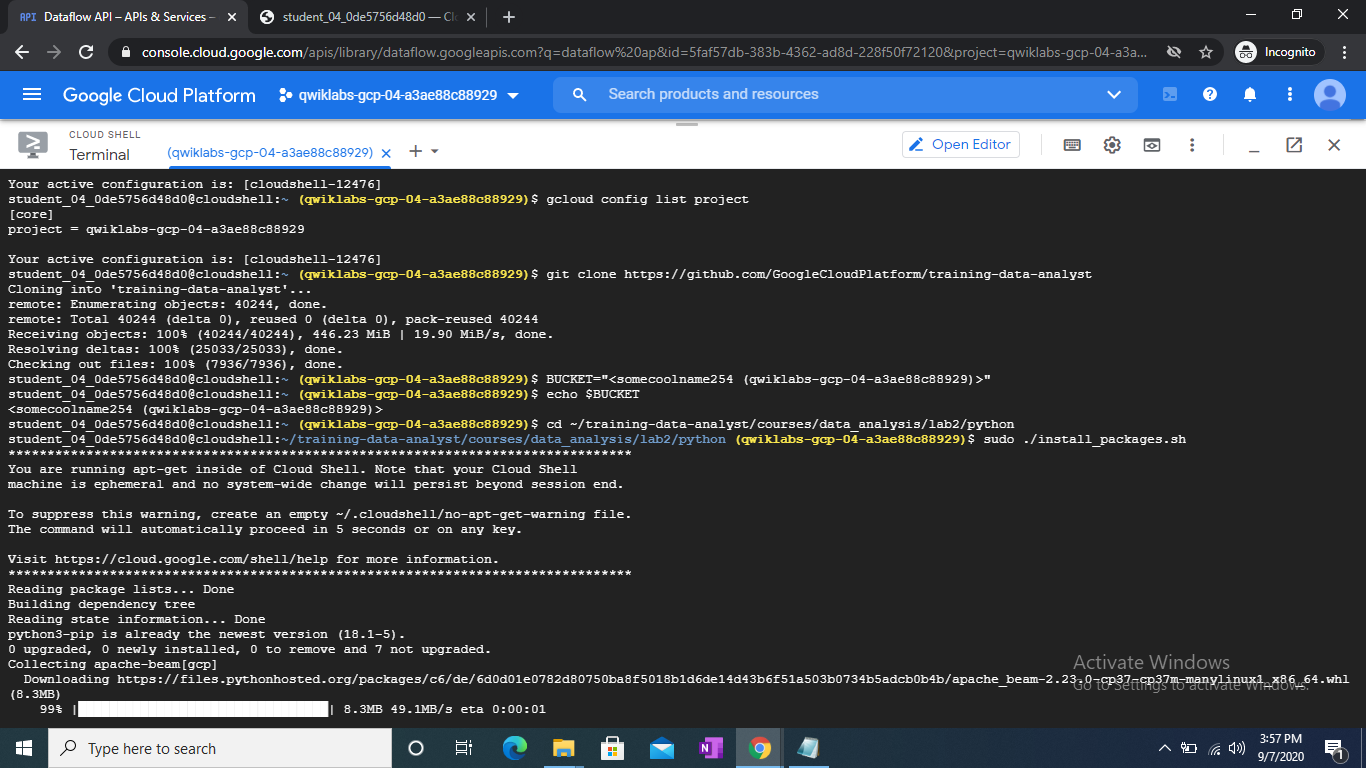 API Dataflow API – APIs & Services –
student_04_0de5756d48d0 — Cl
console.cloud.google.com/apis/library/dataflow.googleapis.com?q=dataflow%20ap&id=5faf57db-383b-4362-ad8d-228f50f72120&project=qwiklabs-gcp-04-a3a...
Incognito
Google Cloud Platform
qwiklabs-gcp-04-a3ae88c88929
Search products and resources
CLOUD SHELL
Terminal
(qwiklabs-gcp-04-a3ae88c88929)
Open Editor
Your active configuration is: [cloudshell-12476]
student_04_0de5756d48d0@cloudshell:~ (qwiklabs-gcp-04-a3ae88c88929)$ gcloud config list project
[core]
project = qwiklabs-gcp-04-a3ae88c88929
Your active configuration is: [cloudshell-12476]
student_04_0de5756d48d0@cloudshell:~ (qwiklabs-gcp-04-a3ae88c88929)$ git clone https://github.com/GoogleCloudPlatform/training-data-analyst
Cloning into 'training-data-analyst'...
remote: Enumerating objects: 40244, done.
remote: Total 40244 (delta 0), reused 0 (delta 0), pack-reused 40244
Receiving objects: 100% (40244/40244), 446.23 MiB | 19.90 MiB/s, done.
Resolving deltas: 100% (25033/25033), done.
Checking out files: 100% (7936/7936), done.
student_04_0de5756d48d0@cloudshell:~ (qwiklabs-gcp-04-a3ae88c88929)$ BUCKET="<somecoolname254 (qwiklabs-gcp-04-a3ae88c88929)>"
student_04_0de5756d48d0@cloudshell:~ (qwiklabs-gcp-04-a3ae88c88929)$ echo $BUCKET
<somecoolname254 (qwiklabs-gcp-04-a3ae88c88929)>
student_04_0de5756d48d0@cloudshell:~ (qwiklabs-gcp-04-a3ae88c88929)$ cd ~/training-data-analyst/courses/data_analysis/lab2/python
student_04_0de5756d48d0@cloudshell:~/training-data-analyst/courses/data_analysis/lab2/python (qwiklabs-gcp-04-a3ae88c88929)$ sudo ./install_packages.sh
********************************************************************************
You are running apt-get inside of Cloud Shell. Note that your Cloud Shell
machine is ephemeral and no system-wide change will persist beyond session end.
To suppress this warning, create an empty ~/.cloudshell/no-apt-get-warning file.
The command will automatically proceed in 5 seconds or on any key.
Visit https://cloud.google.com/shell/help for more information.
********************************************************************************
Reading package lists... Done
Building dependency tree
Reading state information... Done
python3-pip is already the newest version (18.1-5).
0 upgraded, 0 newly installed, 0 to remove and 7 not upgraded.
Collecting apache-beam[gcp]
Downloading https://files.pythonhosted.org/packages/c6/de/6d0d01e0782d80750ba8f5018b1d6de14d43b6f51a503b0734b5adcb0b4b/apache_beam-2.23.0-cp37-cp37m-manylinux1_x86_64.whl
(8.3MB)
99% |████████████████████████████████| 8.3MB 49.1MB/s eta 0:00:01
Activate Windows
Go to Settings to activate Windows.
Type here to search
3:57 PM
9/7/2020
1